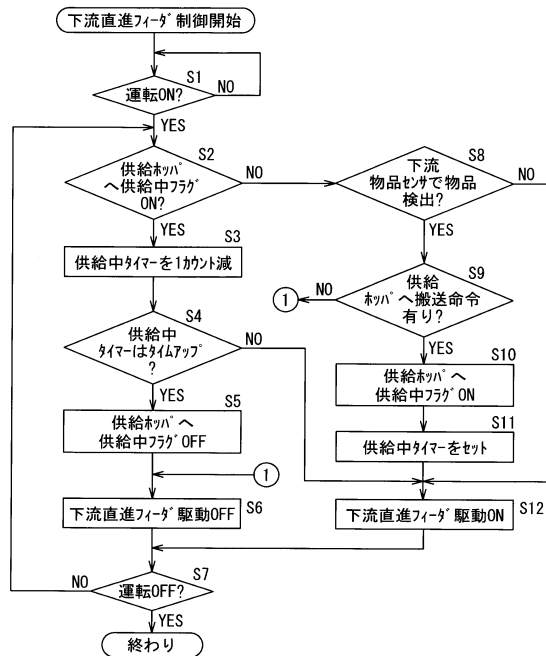 下流直進ﾌｨｰﾀﾞ制御開始
S1
運転ON?
NO
YES
S2
供給ﾎｯﾊﾟ
へ供給中ﾌﾗｸﾞ
ON?
NO
YES
S3
供給中ﾀｲﾏｰを1ｶｳﾝﾄ減
S4
供給中
ﾀｲﾏｰはﾀｲﾑｱｯﾌﾟ
?
NO
YES
S5
供給ﾎｯﾊﾟへ
供給中ﾌﾗｸﾞOFF
1
S6
下流直進ﾌｨｰﾀﾞ駆動OFF
S7
運転OFF?
NO
YES
終わり
S8
下流
物品ｾﾝｻで物品
検出?
NO
YES
S9
供給
ﾎｯﾊﾟへ搬送命令
有り?
NO
1
YES
S10
供給ﾎｯﾊﾟへ
供給中ﾌﾗｸﾞON
S11
供給中ﾀｲﾏｰをｾｯﾄ
S12
下流直進ﾌｨｰﾀﾞ駆動ON